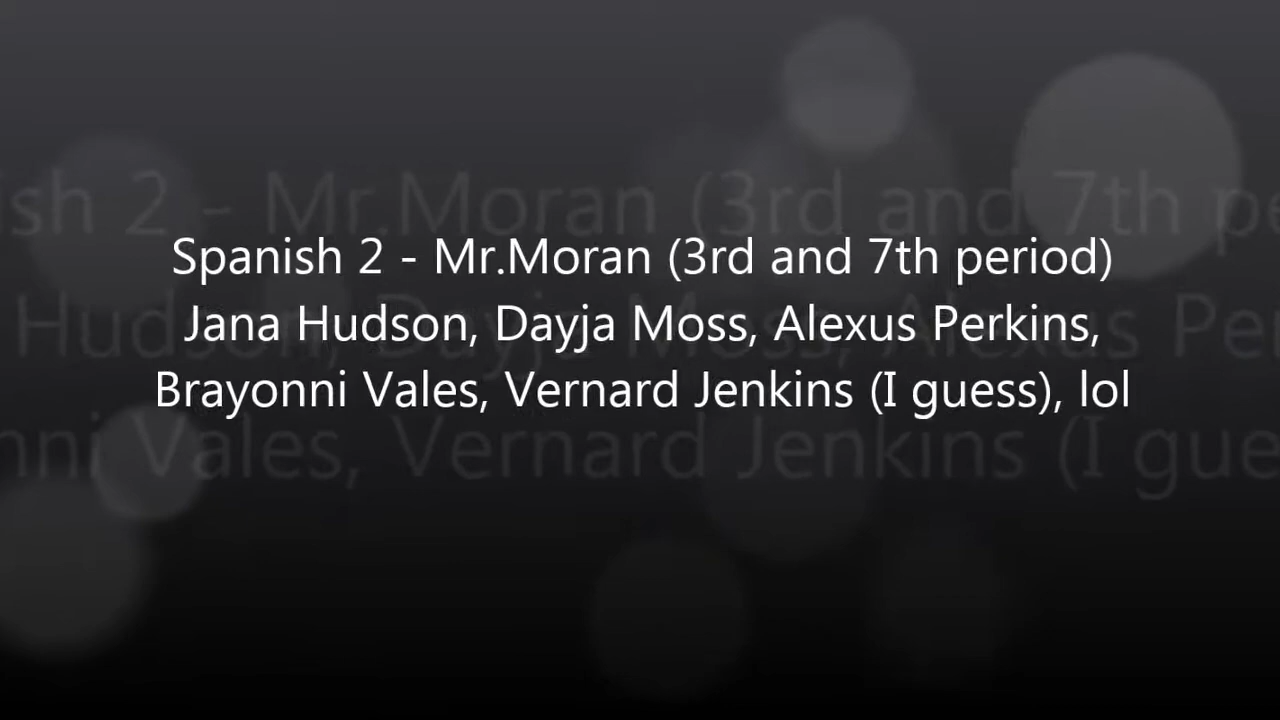 Spanish 2 - Mr.Moran (3rd and 7th period)
Jana Hudson, Dayja Moss, Alexus Perkins,
Brayonni Vales, Vernard Jenkins (I guess), lol